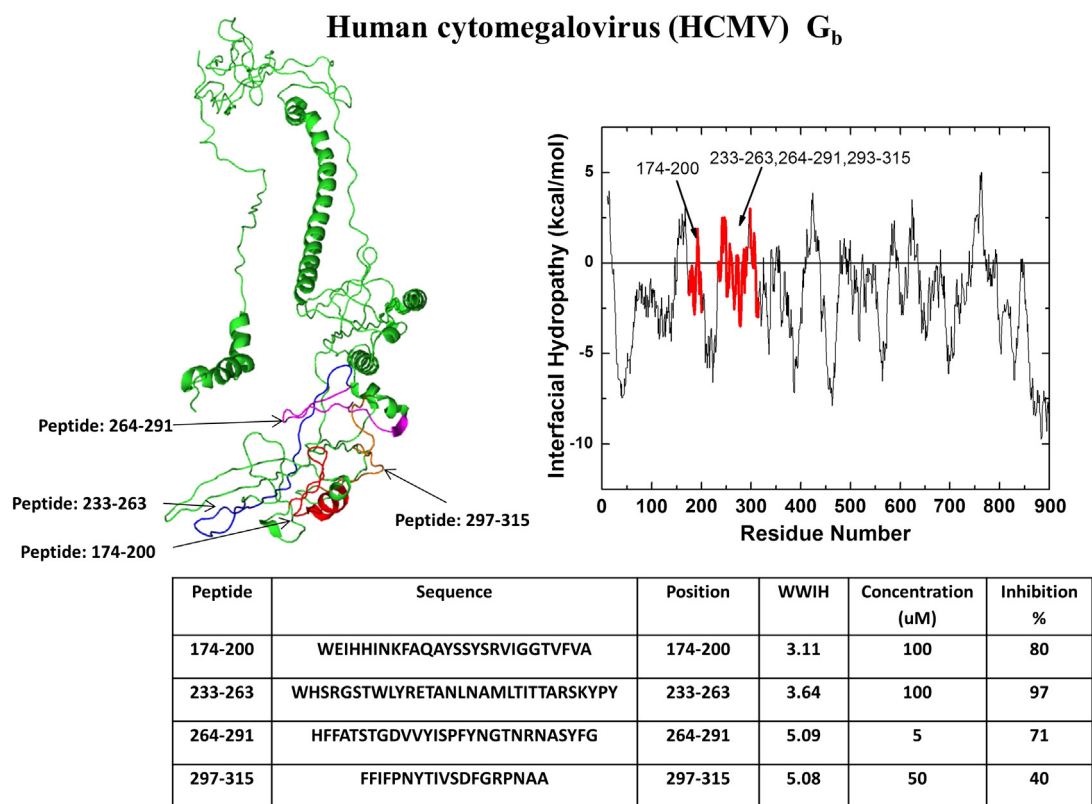 Human cytomegalovirus (HCMV) Gb
Peptide: 264-291
Peptide: 233-263
Peptide: 174-200
Peptide: 297-315
174-200
233-263,264-291,293-315
Interfacial Hydropathy (kcal/mol)
5
0
-5
-10
0 100 200 300 400 500 600 700 800 900
Residue Number
Peptide Sequence Position WWIH Concentration (uM) Inhibition %
174-200 WEIHHINKFAQAYSSYSRVIGGTVFVA 174-200 3.11 100 80
233-263 WHSRGSTWLYRETANLNAMLTITTARSKYPY 233-263 3.64 100 97
264-291 HFFATSTGDVVYISPFYNGTNRNASYFG 264-291 5.09 5 71
297-315 FFIFPNYTIVSDFGRPNAA 297-315 5.08 50 40